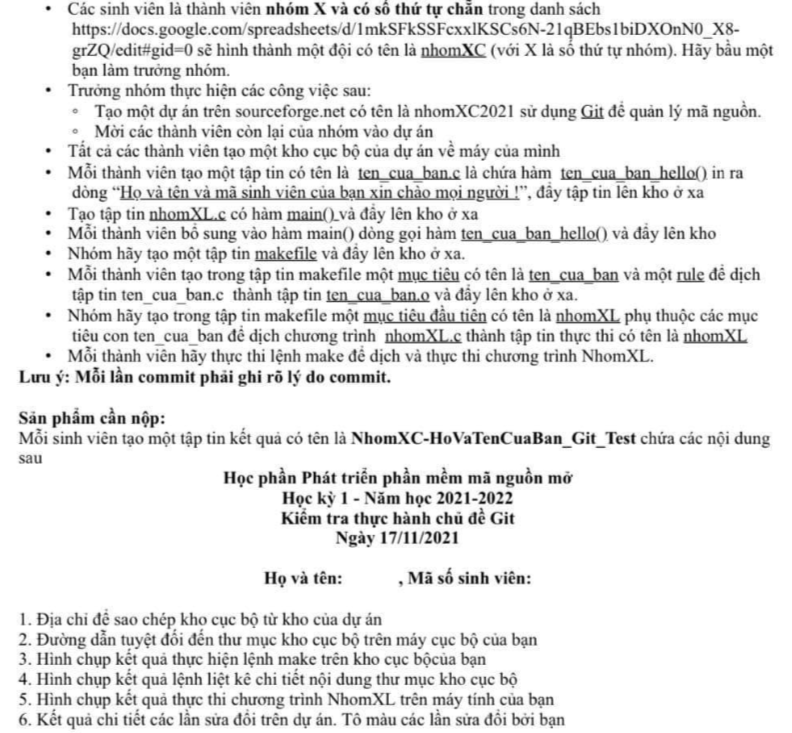 • Các sinh viên là thành viên nhóm X và có số thứ tự chẵn trong danh sách
https://docs.google.com/spreadsheets/d/1mkSFkSSFcxxlKSCs6N-21qBEbs1biDXOnN0_X8-
grZQ/edit#gid=0 sẽ hình thành một đội có tên là nhomXC (với X là số thứ tự nhóm). Hãy bầu một
bạn làm trưởng nhóm.
• Trưởng nhóm thực hiện các công việc sau:
◦ Tạo một dự án trên sourceforge.net có tên là nhomXC2021 sử dụng Git để quản lý mã nguồn.
◦ Mời các thành viên còn lại của nhóm vào dự án
• Tất cả các thành viên tạo một kho cục bộ của dự án về máy của mình
• Mỗi thành viên tạo một tập tin có tên là ten_cua_ban.c là chứa hàm ten_cua_ban_hello() in ra
dòng “Họ và tên và mã sinh viên của bạn xin chào mọi người !”, đẩy tập tin lên kho ở xa
• Tạo tập tin nhomXL.c có hàm main() và đẩy lên kho ở xa
• Mỗi thành viên bổ sung vào hàm main() dòng gọi hàm ten_cua_ban_hello() và đẩy lên kho
• Nhóm hãy tạo một tập tin makefile và đẩy lên kho ở xa.
• Mỗi thành viên tạo trong tập tin makefile một mục tiêu có tên là ten_cua_ban và một rule để dịch
tập tin ten_cua_ban.c thành tập tin ten_cua_ban.o và đẩy lên kho ở xa.
• Nhóm hãy tạo trong tập tin makefile một mục tiêu đầu tiên có tên là nhomXL phụ thuộc các mục
tiêu con ten_cua_ban để dịch chương trình nhomXL.c thành tập tin thực thi có tên là nhomXL
• Mỗi thành viên hãy thực thi lệnh make để dịch và thực thi chương trình NhomXL.
Lưu ý: Mỗi lần commit phải ghi rõ lý do commit.
Sản phẩm cần nộp:
Mỗi sinh viên tạo một tập tin kết quả có tên là NhomXC-HoVaTenCuaBan_Git_Test chứa các nội dung
sau
Học phần Phát triển phần mềm mã nguồn mở
Học kỳ 1 - Năm học 2021-2022
Kiểm tra thực hành chủ đề Git
Ngày 17/11/2021
Họ và tên: , Mã số sinh viên:
1. Địa chỉ để sao chép kho cục bộ từ kho của dự án
2. Đường dẫn tuyệt đối đến thư mục kho cục bộ trên máy cục bộ của bạn
3. Hình chụp kết quả thực hiện lệnh make trên kho cục bộcủa bạn
4. Hình chụp kết quả lệnh liệt kê chi tiết nội dung thư mục kho cục bộ
5. Hình chụp kết quả thực thi chương trình NhomXL trên máy tính của bạn
6. Kết quả chi tiết các lần sửa đổi trên dự án. Tô màu các lần sửa đổi bởi bạn